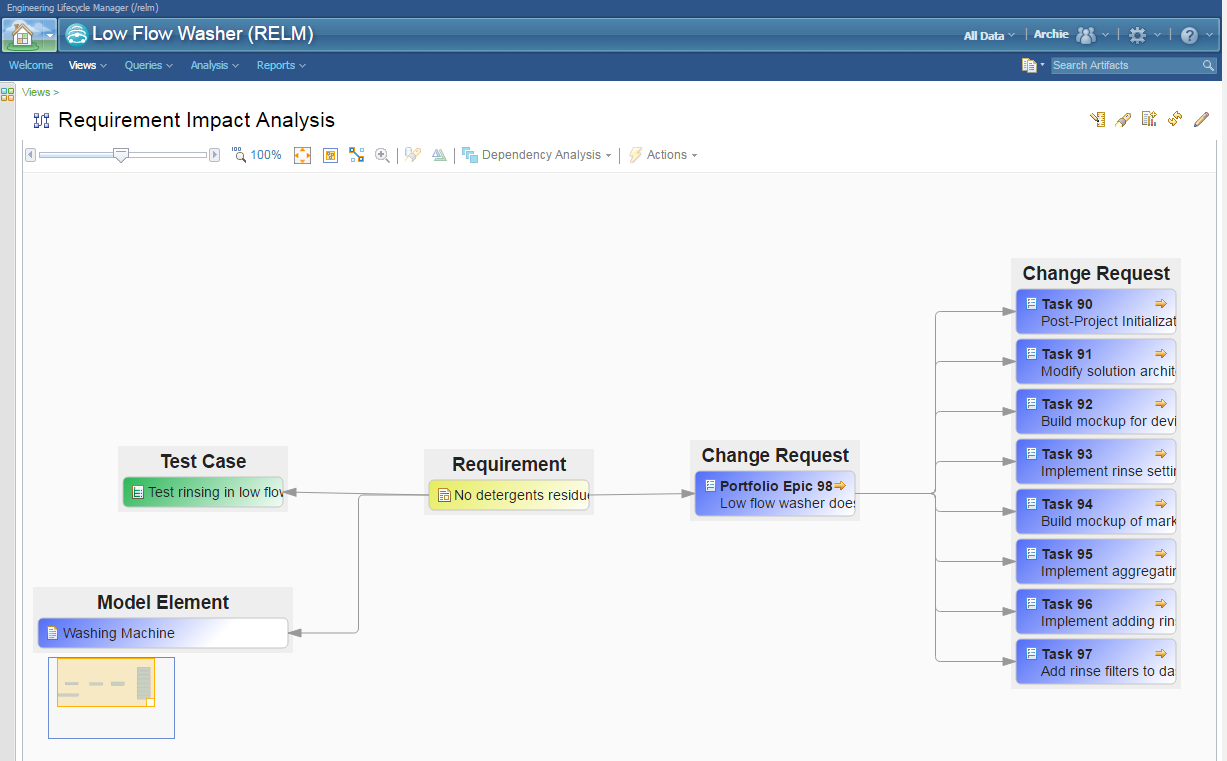 Engineering Lifecycle Manager (/relm)
Low Flow Washer (RELM)
All Data
Archie
Welcome
Views
Queries
Analysis
Reports
Search Artifacts
Views >
Requirement Impact Analysis
100 100%
Dependency Analysis
Actions
Change Request
Task 90
Post-Project Initializat
Task 91
Modify solution archit
Task 92
Build mockup for devi
Task 93
Implement rinse settin
Task 94
Build mockup of mark
Task 95
Implement aggregatin
Task 96
Implement adding rin
Task 97
Add rinse filters to da
Test Case
Test rinsing in low flow
Requirement
No detergents residue
Change Request
Portfolio Epic 98
Low flow washer does
Model Element
Washing Machine